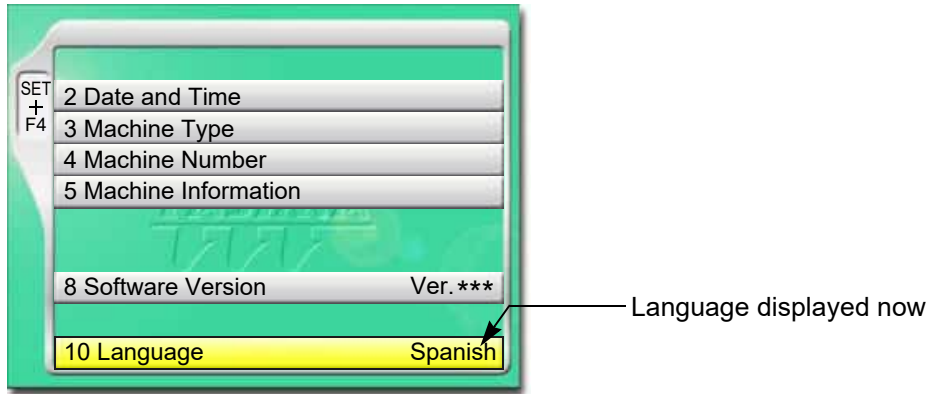 SET
+
F4
2 Date and Time
3 Machine Type
4 Machine Number
5 Machine Information
8 Software Version Ver.***
Language displayed now
10 Language Spanish